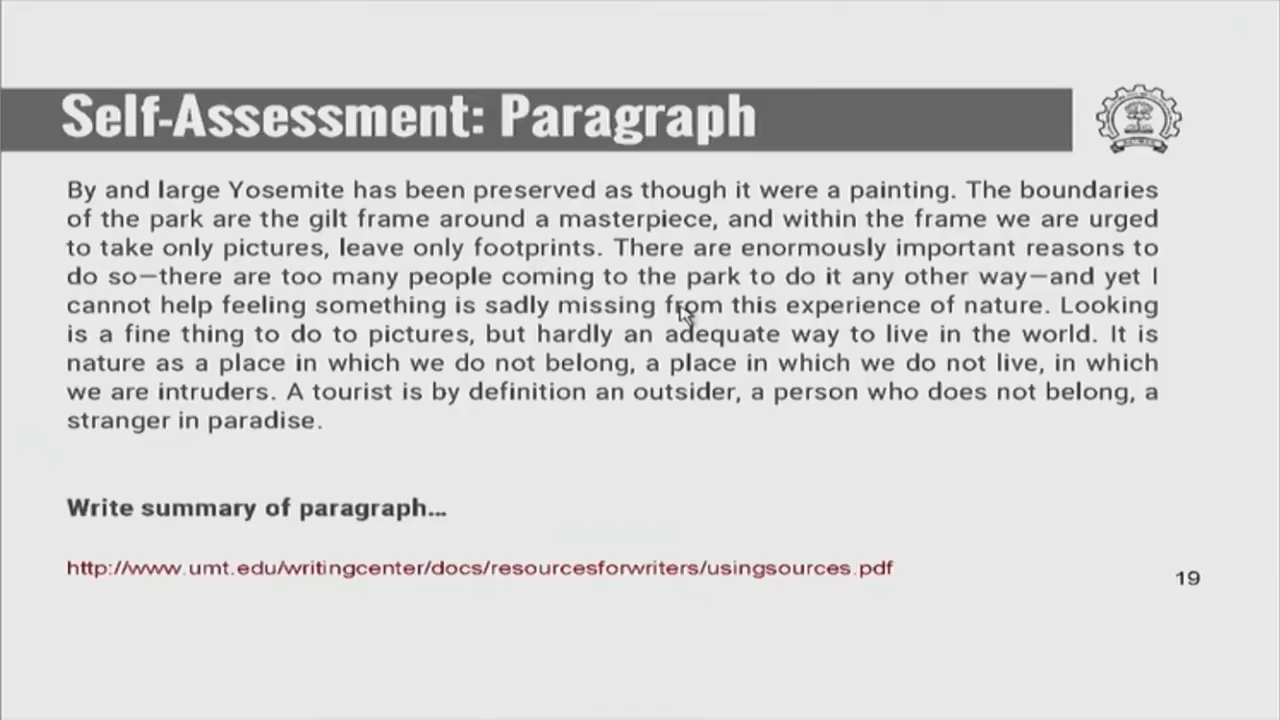 Self-Assessment: Paragraph
By and large Yosemite has been preserved as though it were a painting. The boundaries
of the park are the gilt frame around a masterpiece, and within the frame we are urged
to take only pictures, leave only footprints. There are enormously important reasons to
do so—there are too many people coming to the park to do it any other way—and yet I
cannot help feeling something is sadly missing from this experience of nature. Looking
is a fine thing to do to pictures, but hardly an adequate way to live in the world. It is
nature as a place in which we do not belong, a place in which we do not live, in which
we are intruders. A tourist is by definition an outsider, a person who does not belong, a
stranger in paradise.
Write summary of paragraph…
http://www.umt.edu/writingcenter/docs/resourcesforwriters/usingsources.pdf
19